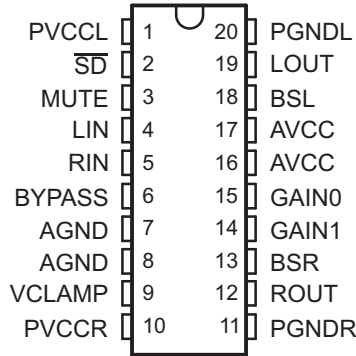 PVCCL 1 20 PGNDL
SD 2 19 LOUT
MUTE 3 18 BSL
LIN 4 17 AVCC
RIN 5 16 AVCC
BYPASS 6 15 GAIN0
AGND 7 14 GAIN1
AGND 8 13 BSR
VCLAMP 9 12 ROUT
PVCCR 10 11 PGNDR